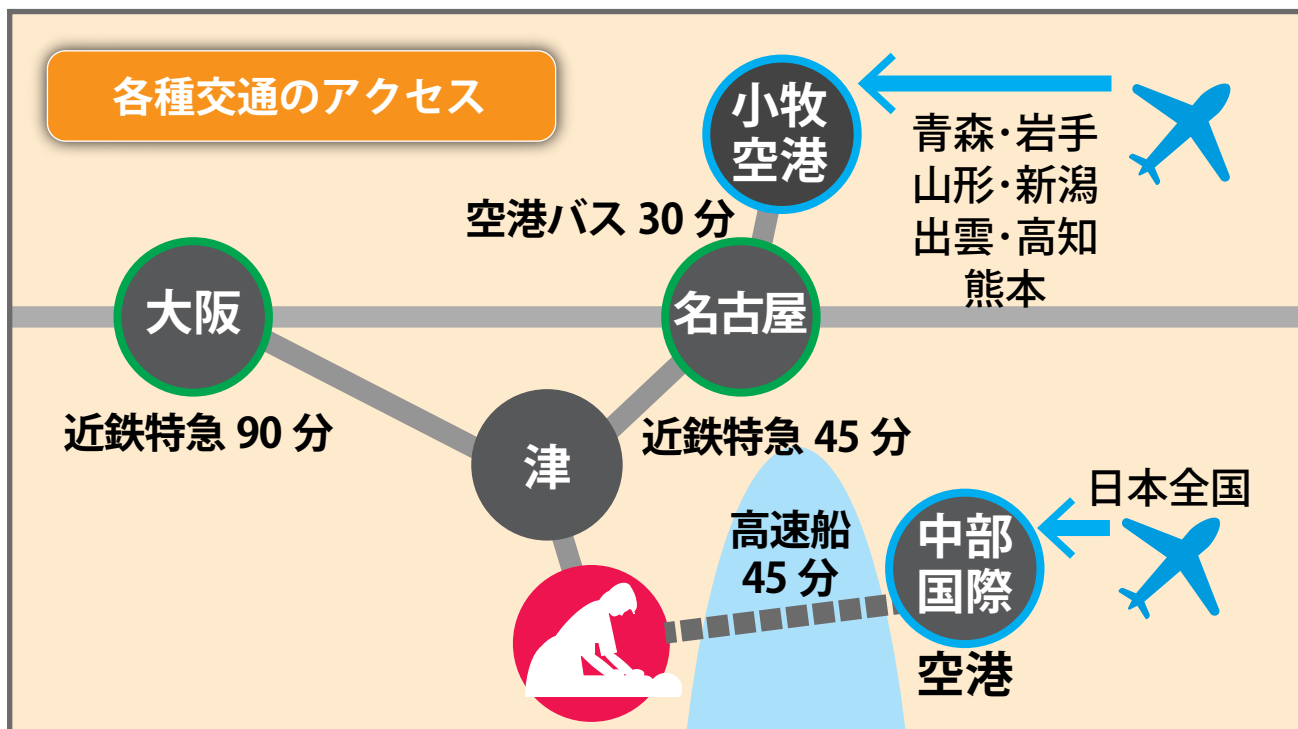 各種交通のアクセス
小牧
空港
青森・岩手
山形・新潟
出雲・高知
熊本
空港バス 30 分
大阪
名古屋
近鉄特急 90 分
近鉄特急 45 分
津
日本全国
高速船
45 分
中部
国際
空港